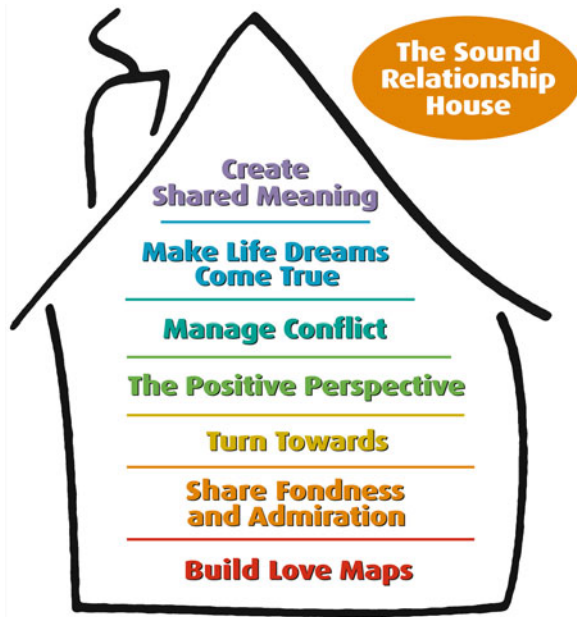 The Sound
Relationship
House
Create
Shared Meaning
Make Life Dreams
Come True
Manage Conflict
The Positive Perspective
Turn Towards
Share Fondness
and Admiration
Build Love Maps